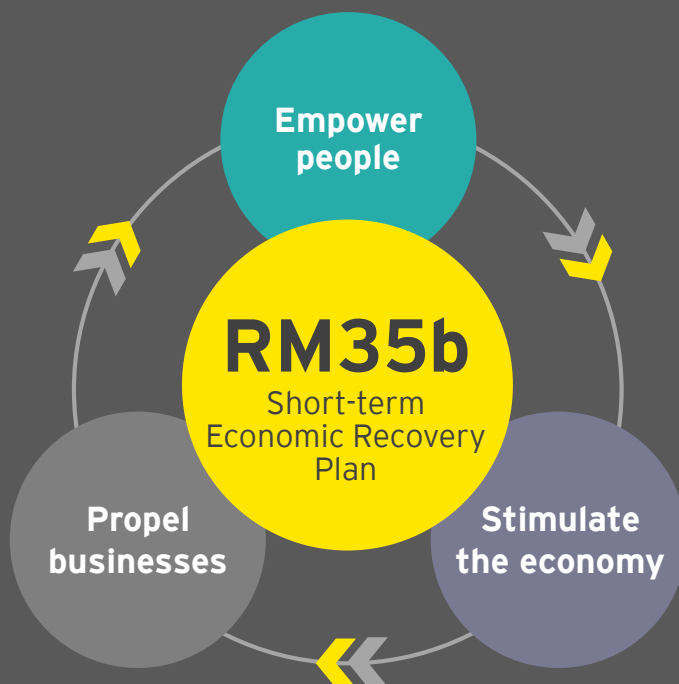 Empower
people
RM35b
Short-term
Economic Recovery
Plan
Propel
businesses
Stimulate
the economy